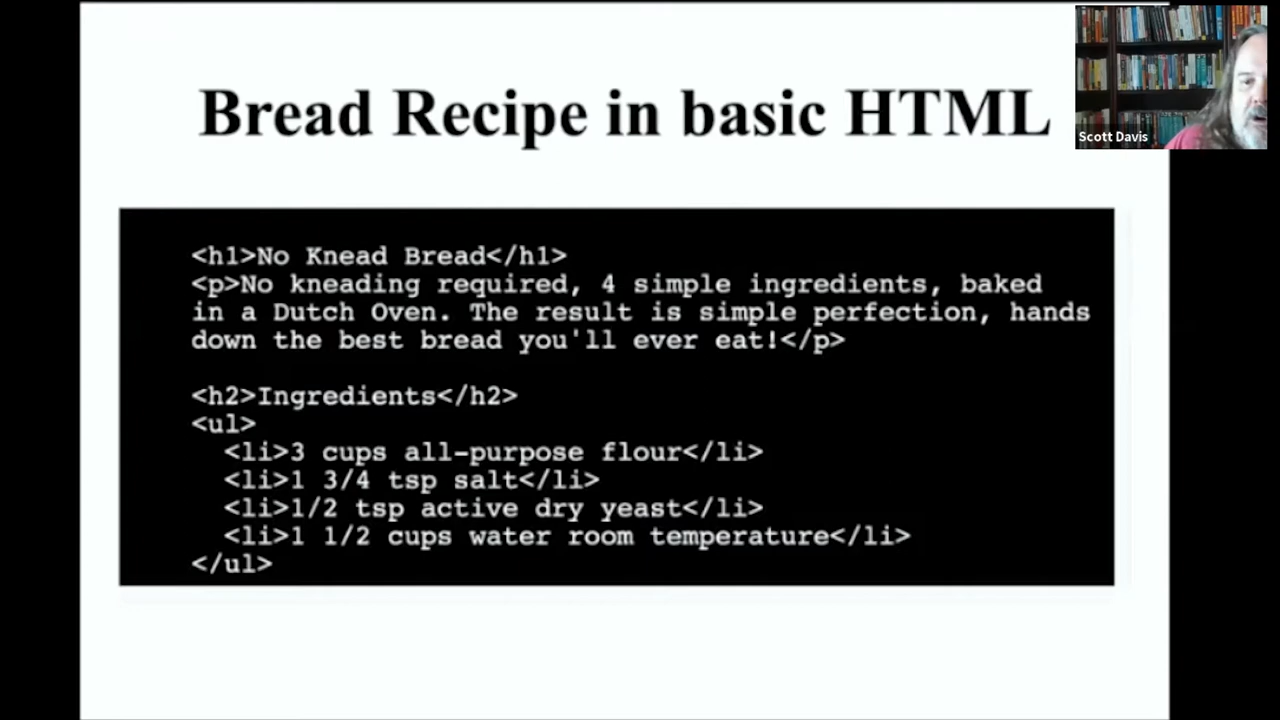 Bread Recipe in basic HTML
Scott Davis
<h1>No Knead Bread</h1>
<p>No kneading required, 4 simple ingredients, baked
in a Dutch Oven. The result is simple perfection, hands
down the best bread you'll ever eat!</p>
<h2>Ingredients</h2>
<ul>
<li>3 cups all-purpose flour</li>
<li>1 3/4 tsp salt</li>
<li>1/2 tsp active dry yeast</li>
<li>1 1/2 cups water room temperature</li>
</ul>